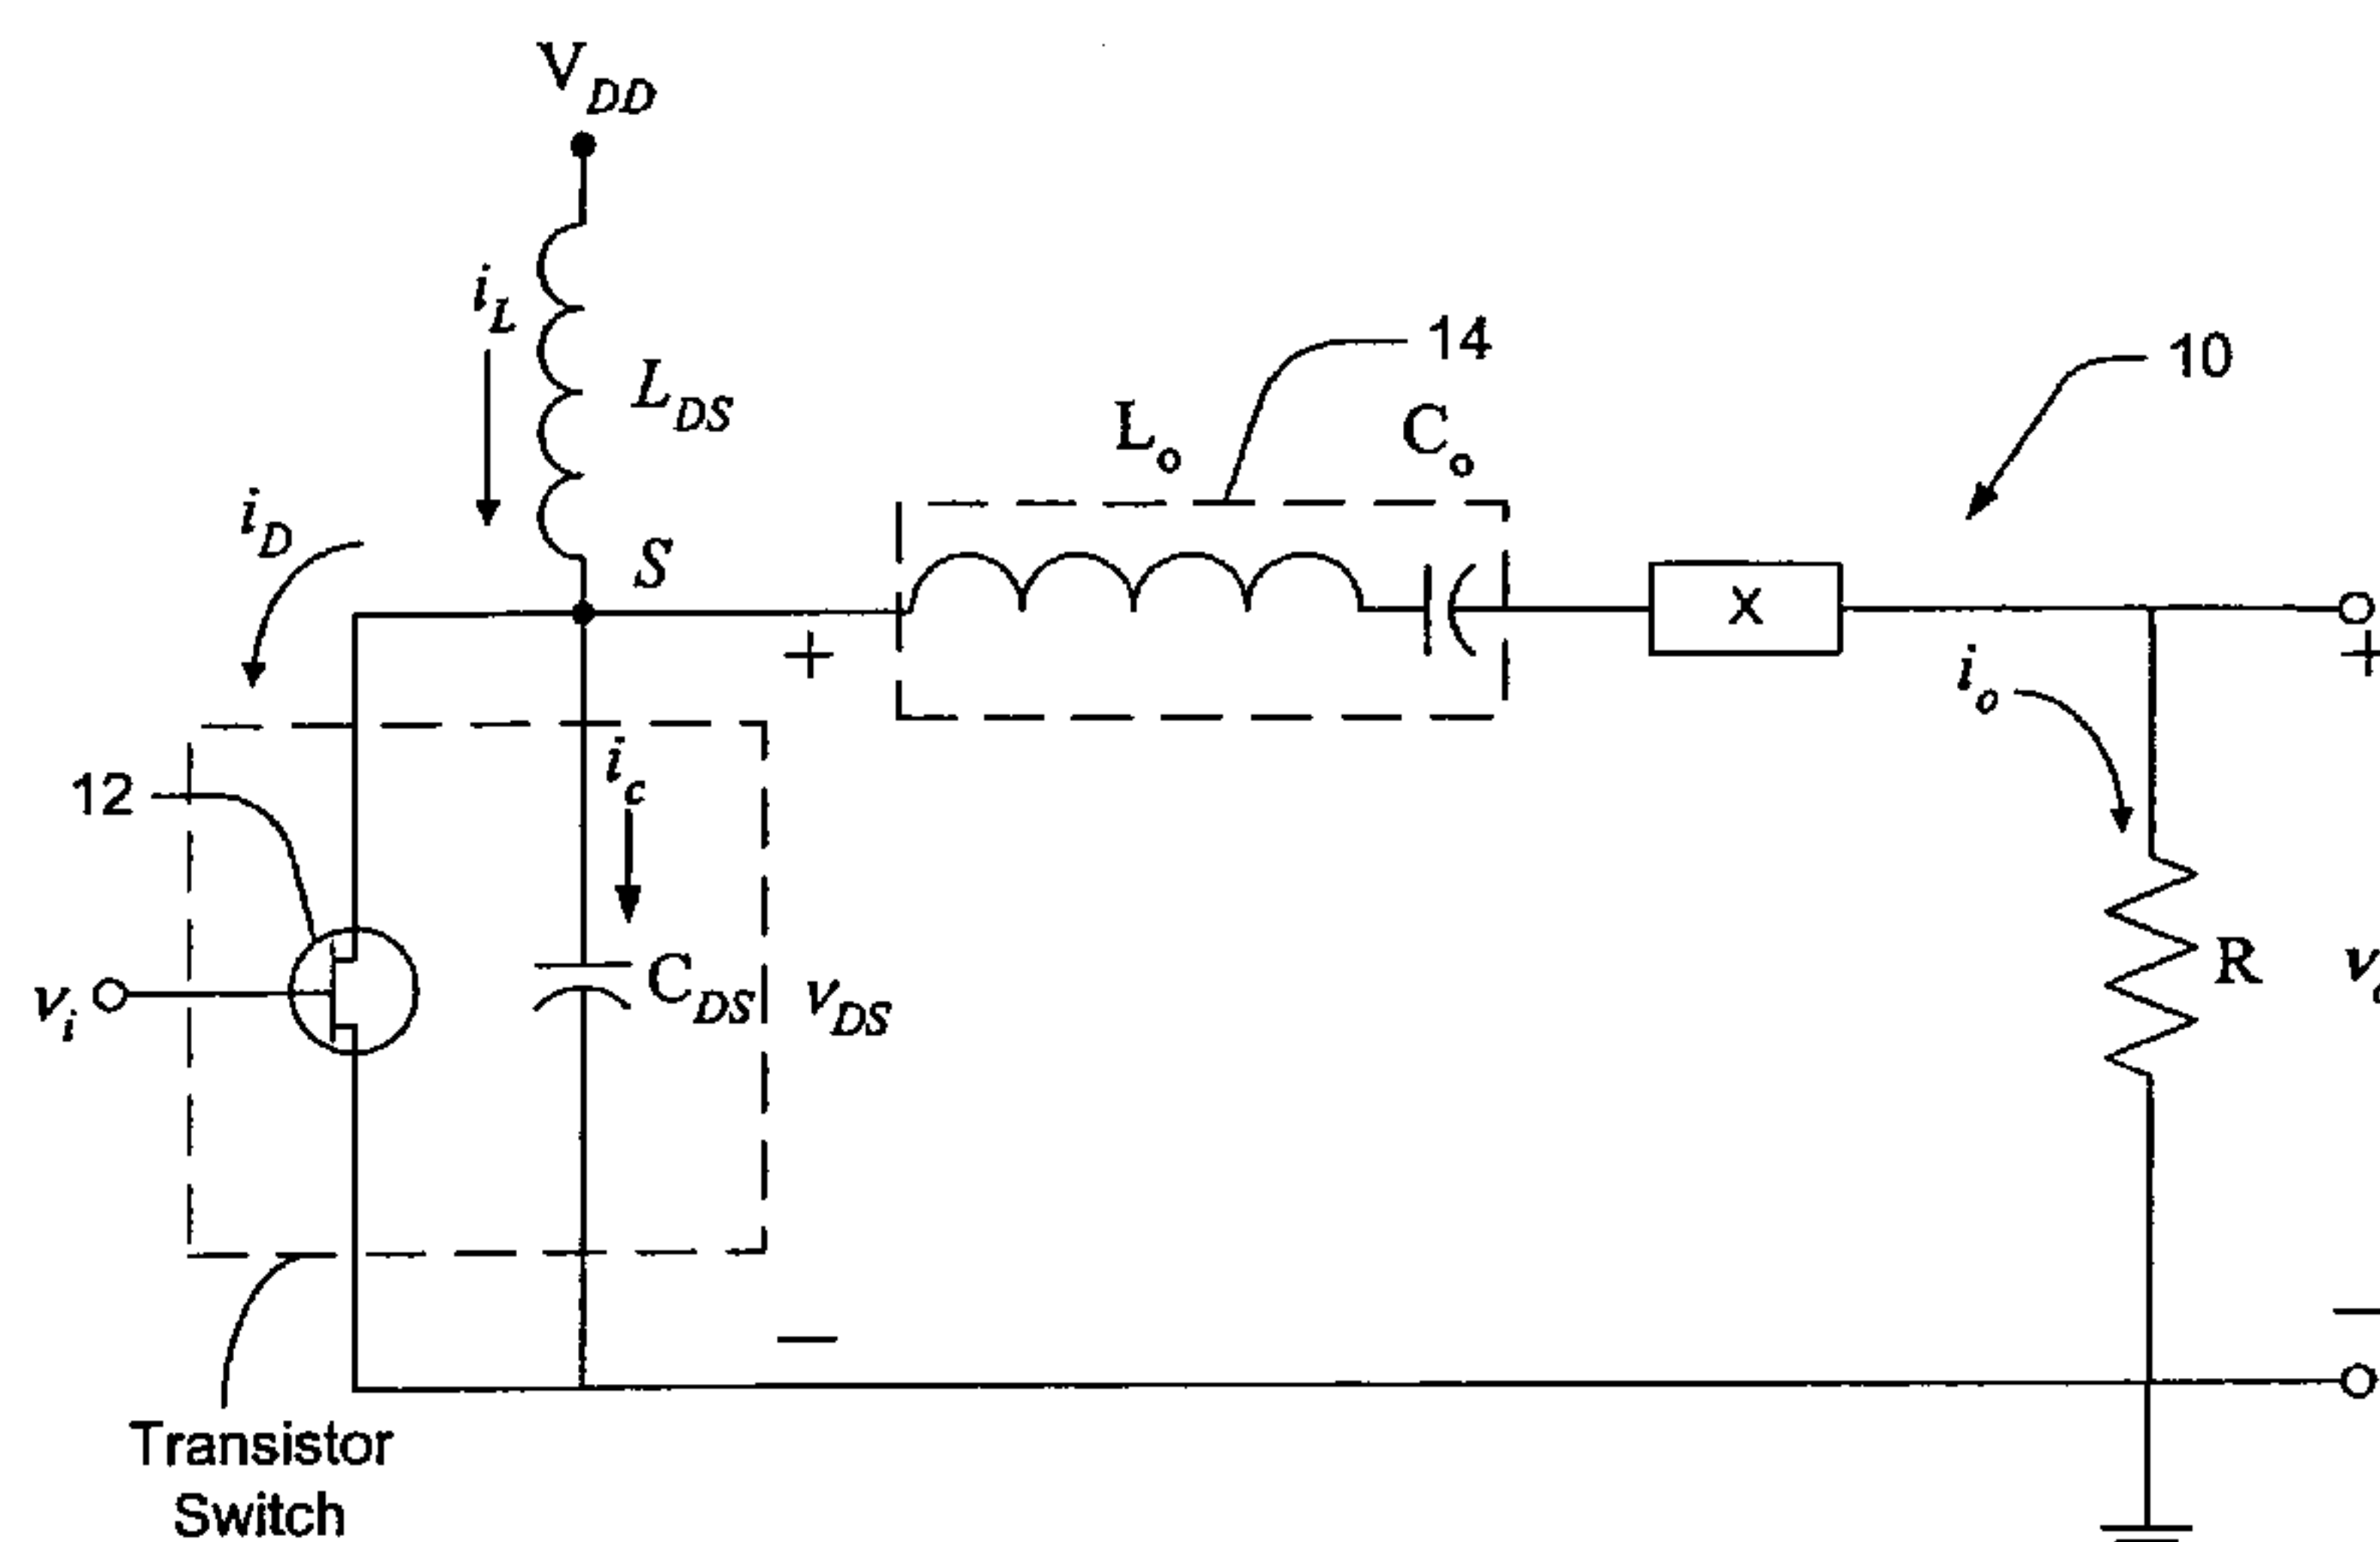 V_DD
i_L
L_DS
14
10
L_o
C_o
i_D
S
X
+
+
i_o
i_c
12
C_DS
v_DS
R
v_i
−
−
Transistor
Switch